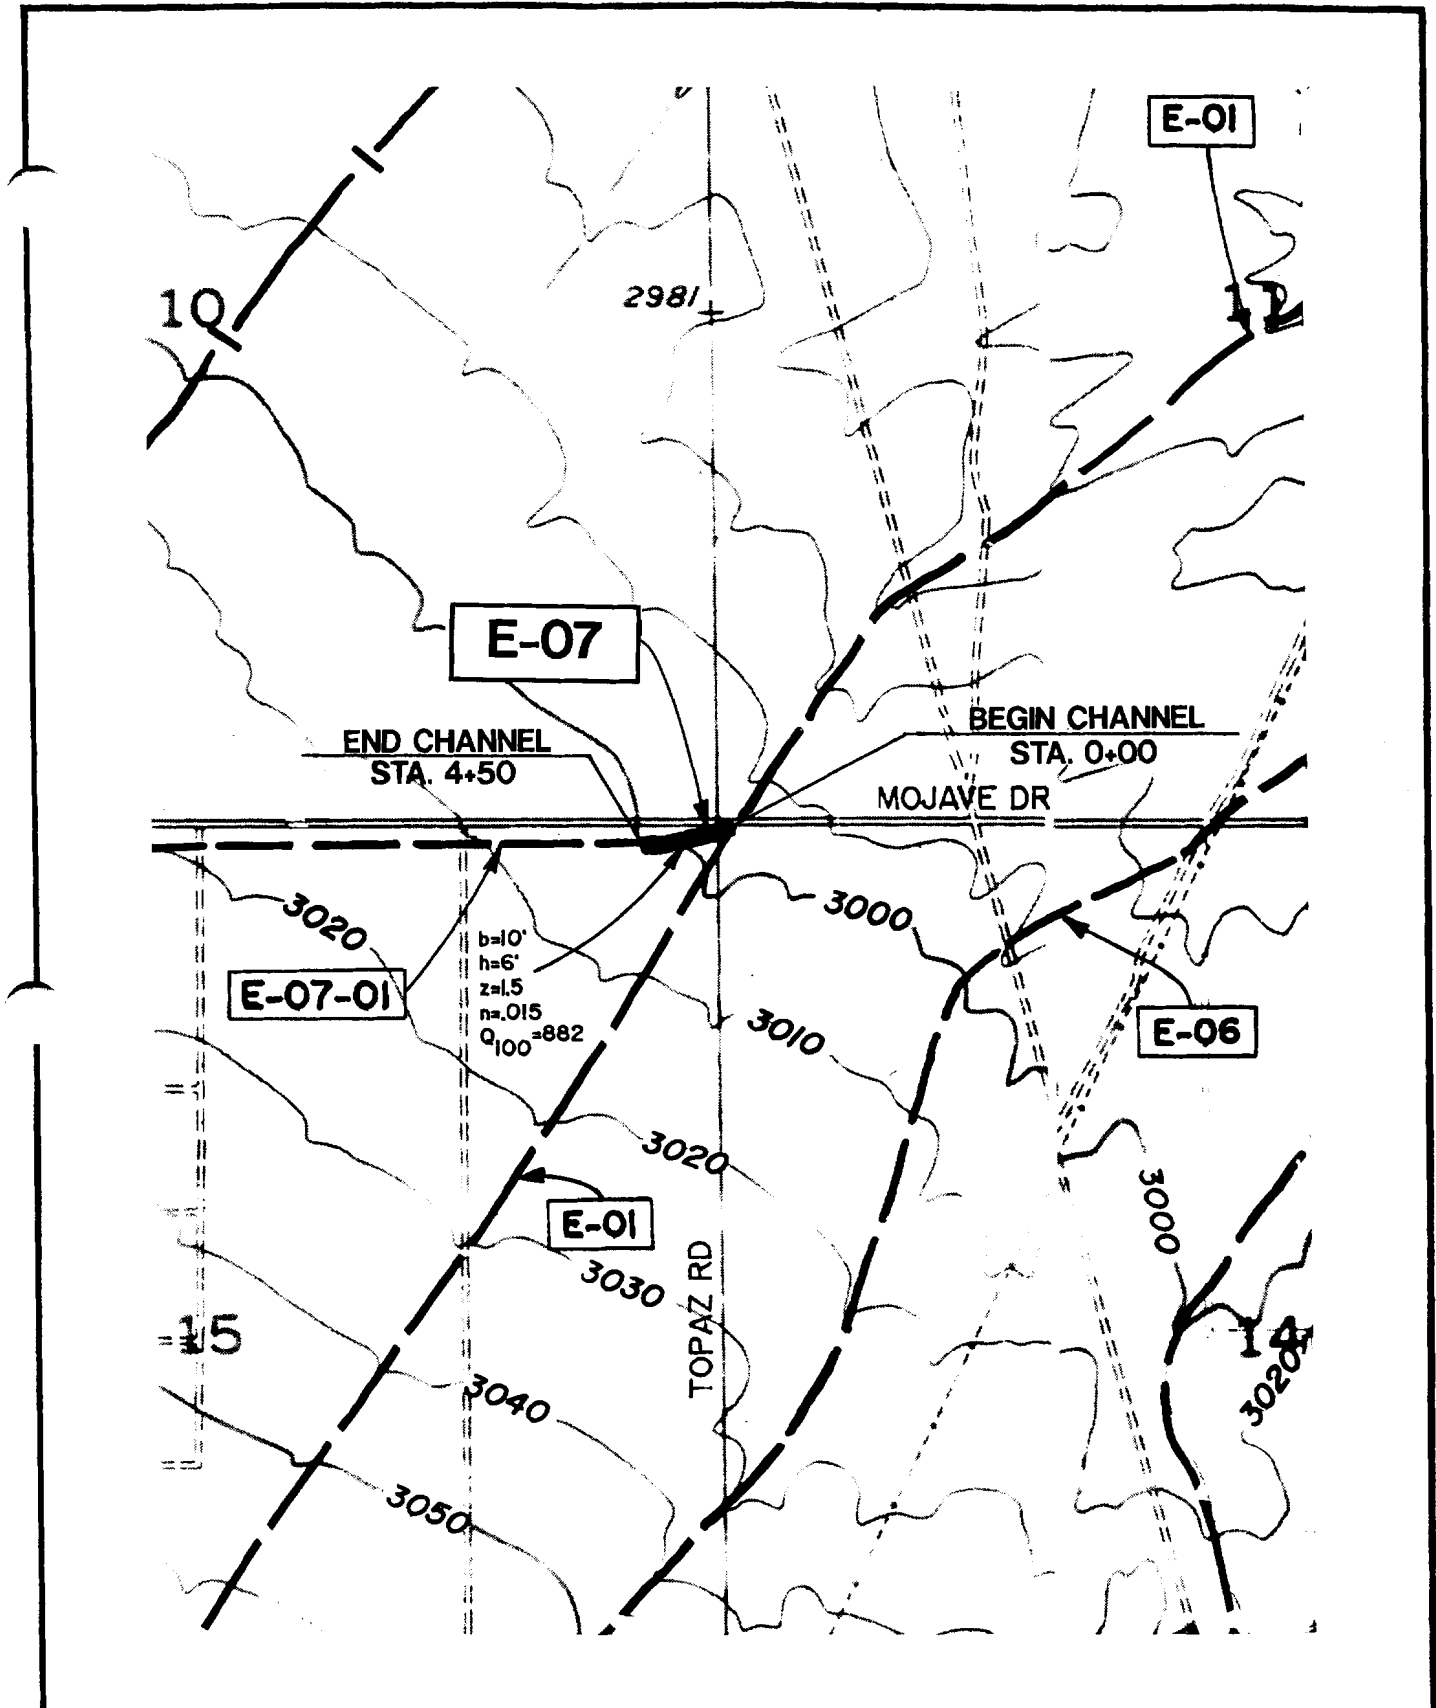 E-01
10
12
2981
E-07
BEGIN CHANNEL
STA. 0+00
END CHANNEL
STA. 4+50
MOJAVE DR
3020
3000
b=10'
h=6'
z=1.5
n=.015
Q100=882
E-07-01
3010
E-06
3020
3000
E-01
3030
TOPAZ RD
15
14
3020
3040
3050